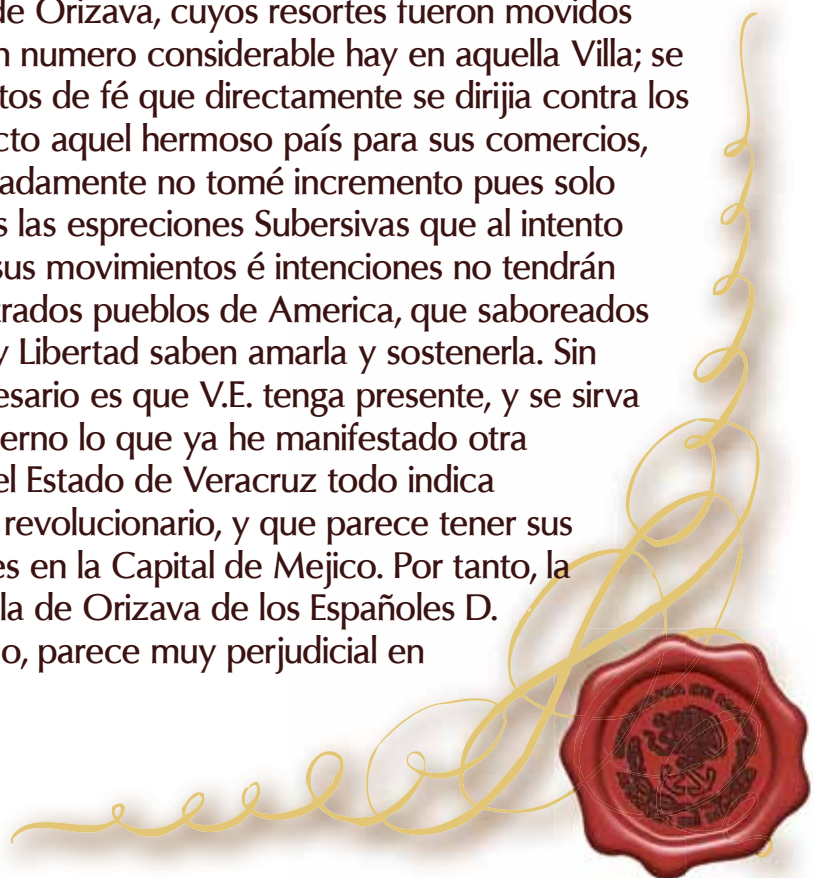 de Orizava, cuyos resortes fueron movidos
numero considerable hay en aquella Villa; se
tos de fé que directamente se dirijia contra los
cto aquel hermoso país para sus comercios,
adamente no tomé incremento pues solo
s las espreciones Subersivas que al intento
sus movimientos é intenciones no tendrán
trados pueblos de America, que saboreados
y Libertad saben amarla y sostenerla. Sin
esario es que V.E. tenga presente, y se sirva
erno lo que ya he manifestado otra
el Estado de Veracruz todo indica
revolucionario, y que parece tener sus
es en la Capital de Mejico. Por tanto, la
la de Orizava de los Españoles D.
o, parece muy perjudicial en